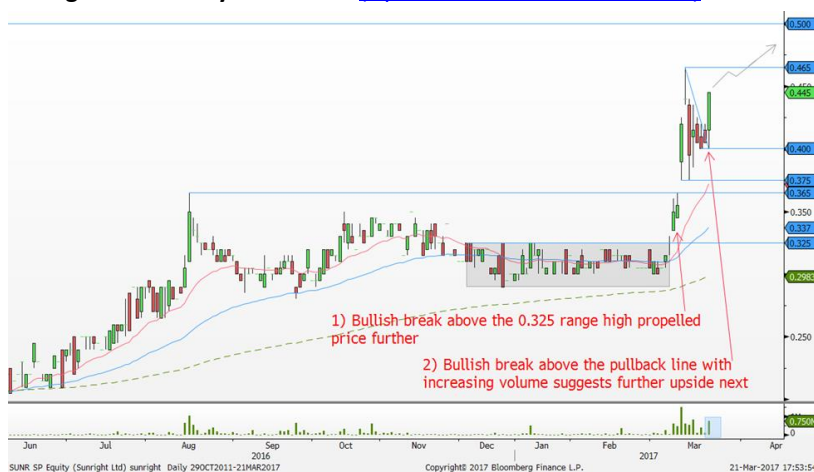 0.500
0.465
0.445
0.400
0.375
0.365
0.350
0.337
0.325
0.2983
0.250
1) Bullish break above the 0.325 range high propelled
price further
2) Bullish break above the pullback line with
increasing volume suggests further upside next
0.750M
0
Jun Jul Aug Sep Oct Nov Dec Jan Feb Mar Apr
2016 2017
SUNR SP Equity (Sunright Ltd) sunright Daily 29OCT2011-21MAR2017 Copyright© 2017 Bloomberg Finance L.P. 21-Mar-2017 17:53:54